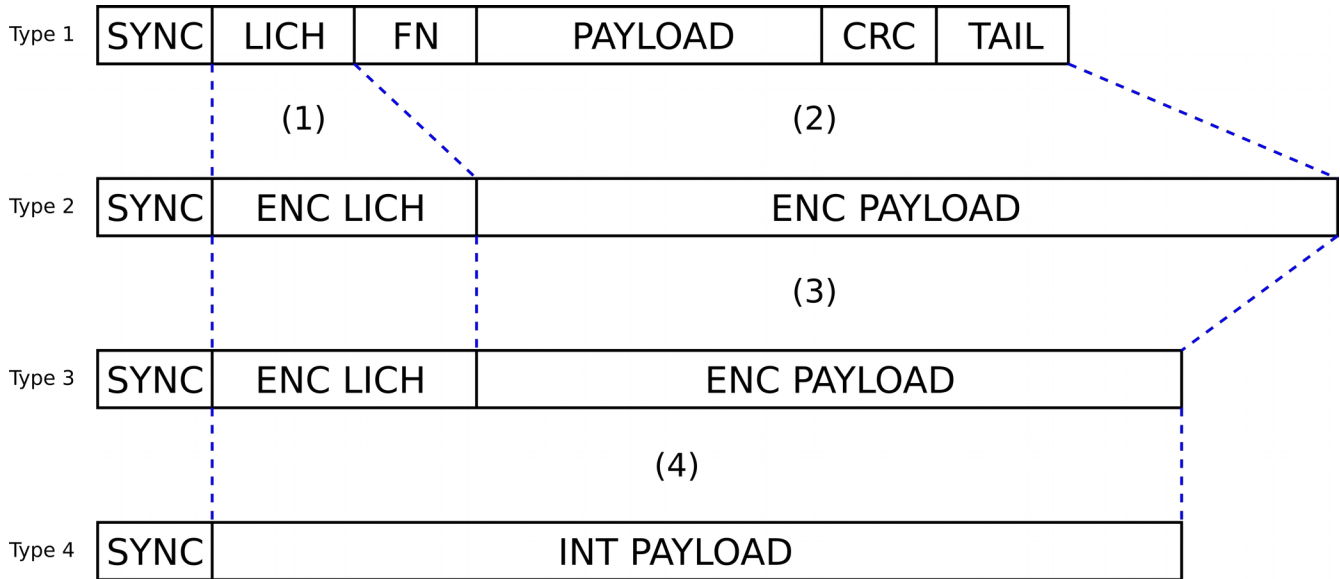 Type 1 SYNC LICH FN PAYLOAD CRC TAIL
(1) (2)
Type 2 SYNC ENC LICH ENC PAYLOAD
(3)
Type 3 SYNC ENC LICH ENC PAYLOAD
(4)
Type 4 SYNC INT PAYLOAD